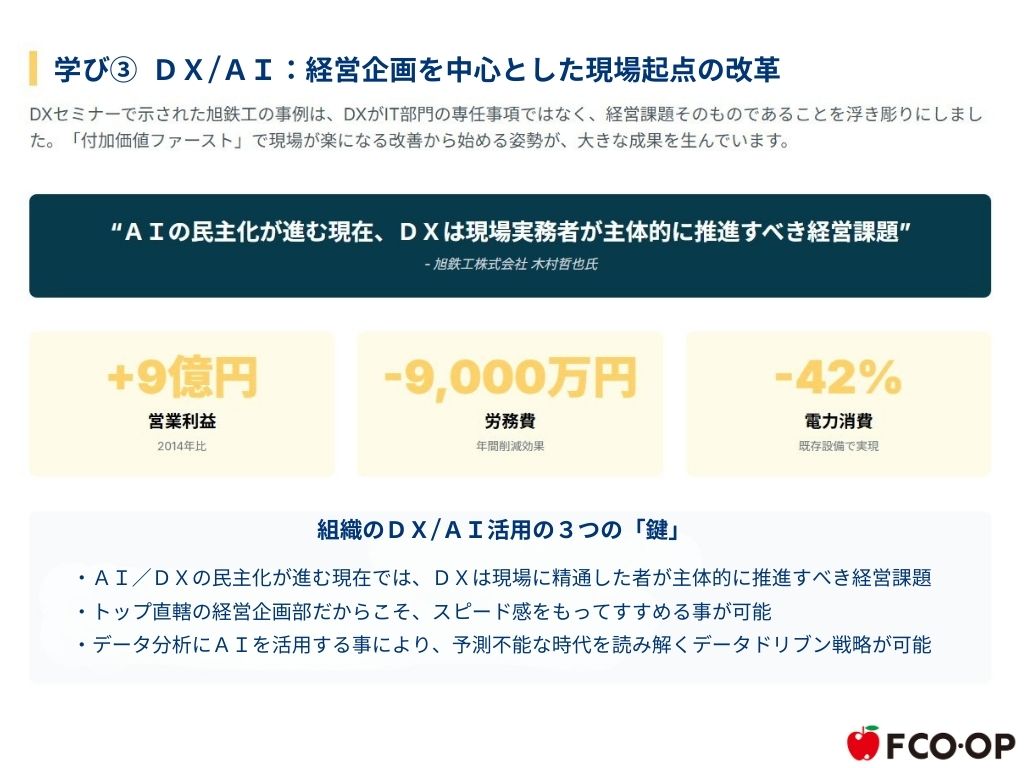 学び③ ＤＸ/ＡＩ：経営企画を中心とした現場起点の改革
DXセミナーで示された旭鉄工の事例は、DXがIT部門の専任事項ではなく、経営課題そのものであることを浮き彫りにしまし
た。「付加価値ファースト」で現場が楽になる改善から始める姿勢が、大きな成果を生んでいます。
“ＡＩの民主化が進む現在、ＤＸは現場実務者が主体的に推進すべき経営課題”
- 旭鉄工株式会社 木村哲也氏
+9億円
営業利益
2014年比
-9,000万円
労務費
年間削減効果
-42%
電力消費
既存設備で実現
組織のＤＸ/ＡＩ活用の３つの「鍵」
・ＡＩ／ＤＸの民主化が進む現在では、ＤＸは現場に精通した者が主体的に推進すべき経営課題
・トップ直轄の経営企画部だからこそ、スピード感をもってすすめる事が可能
・データ分析にＡＩを活用する事により、予測不能な時代を読み解くデータドリブン戦略が可能
FCO･OP